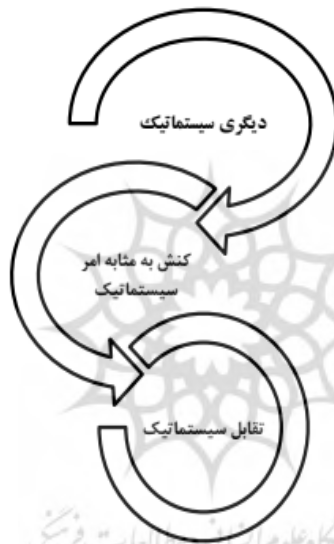 دیگری سیستماتیک
کنش به مثابه امر
سیستماتیک
تقابل سیستماتیک